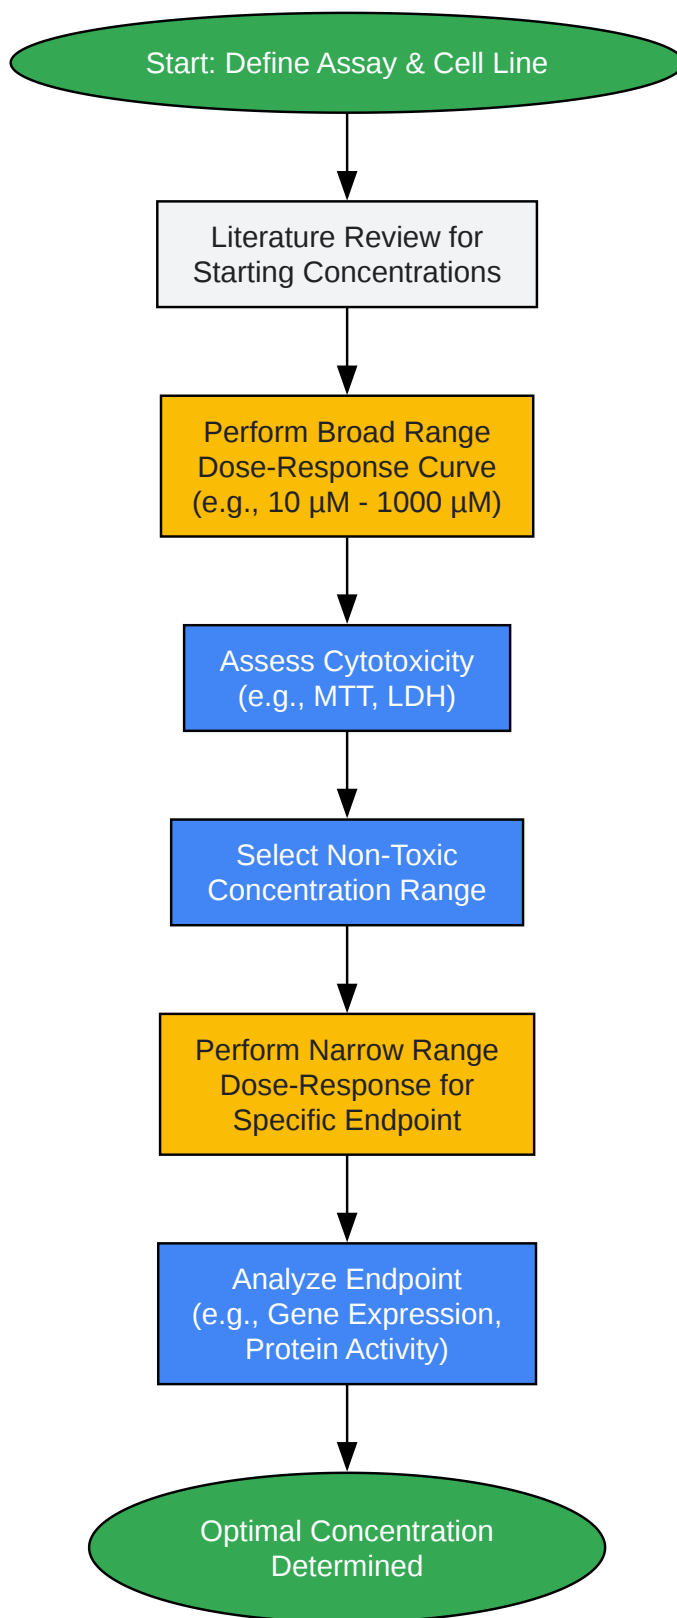 Start: Define Assay & Cell Line
Literature Review for
Starting Concentrations
Perform Broad Range
Dose-Response Curve
(e.g., 10 µM - 1000 µM)
Assess Cytotoxicity
(e.g., MTT, LDH)
Select Non-Toxic
Concentration Range
Perform Narrow Range
Dose-Response for
Specific Endpoint
Analyze Endpoint
(e.g., Gene Expression,
Protein Activity)
Optimal Concentration
Determined